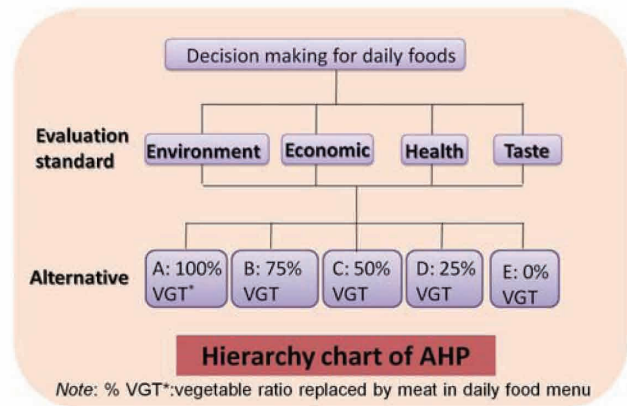 Decision making for daily foods
Evaluation
standard
Environment
Economic
Health
Taste
Alternative
A: 100%
VGT*
B: 75%
VGT
C: 50%
VGT
D: 25%
VGT
E: 0%
VGT
Hierarchy chart of AHP
Note: % VGT*:vegetable ratio replaced by meat in daily food menu